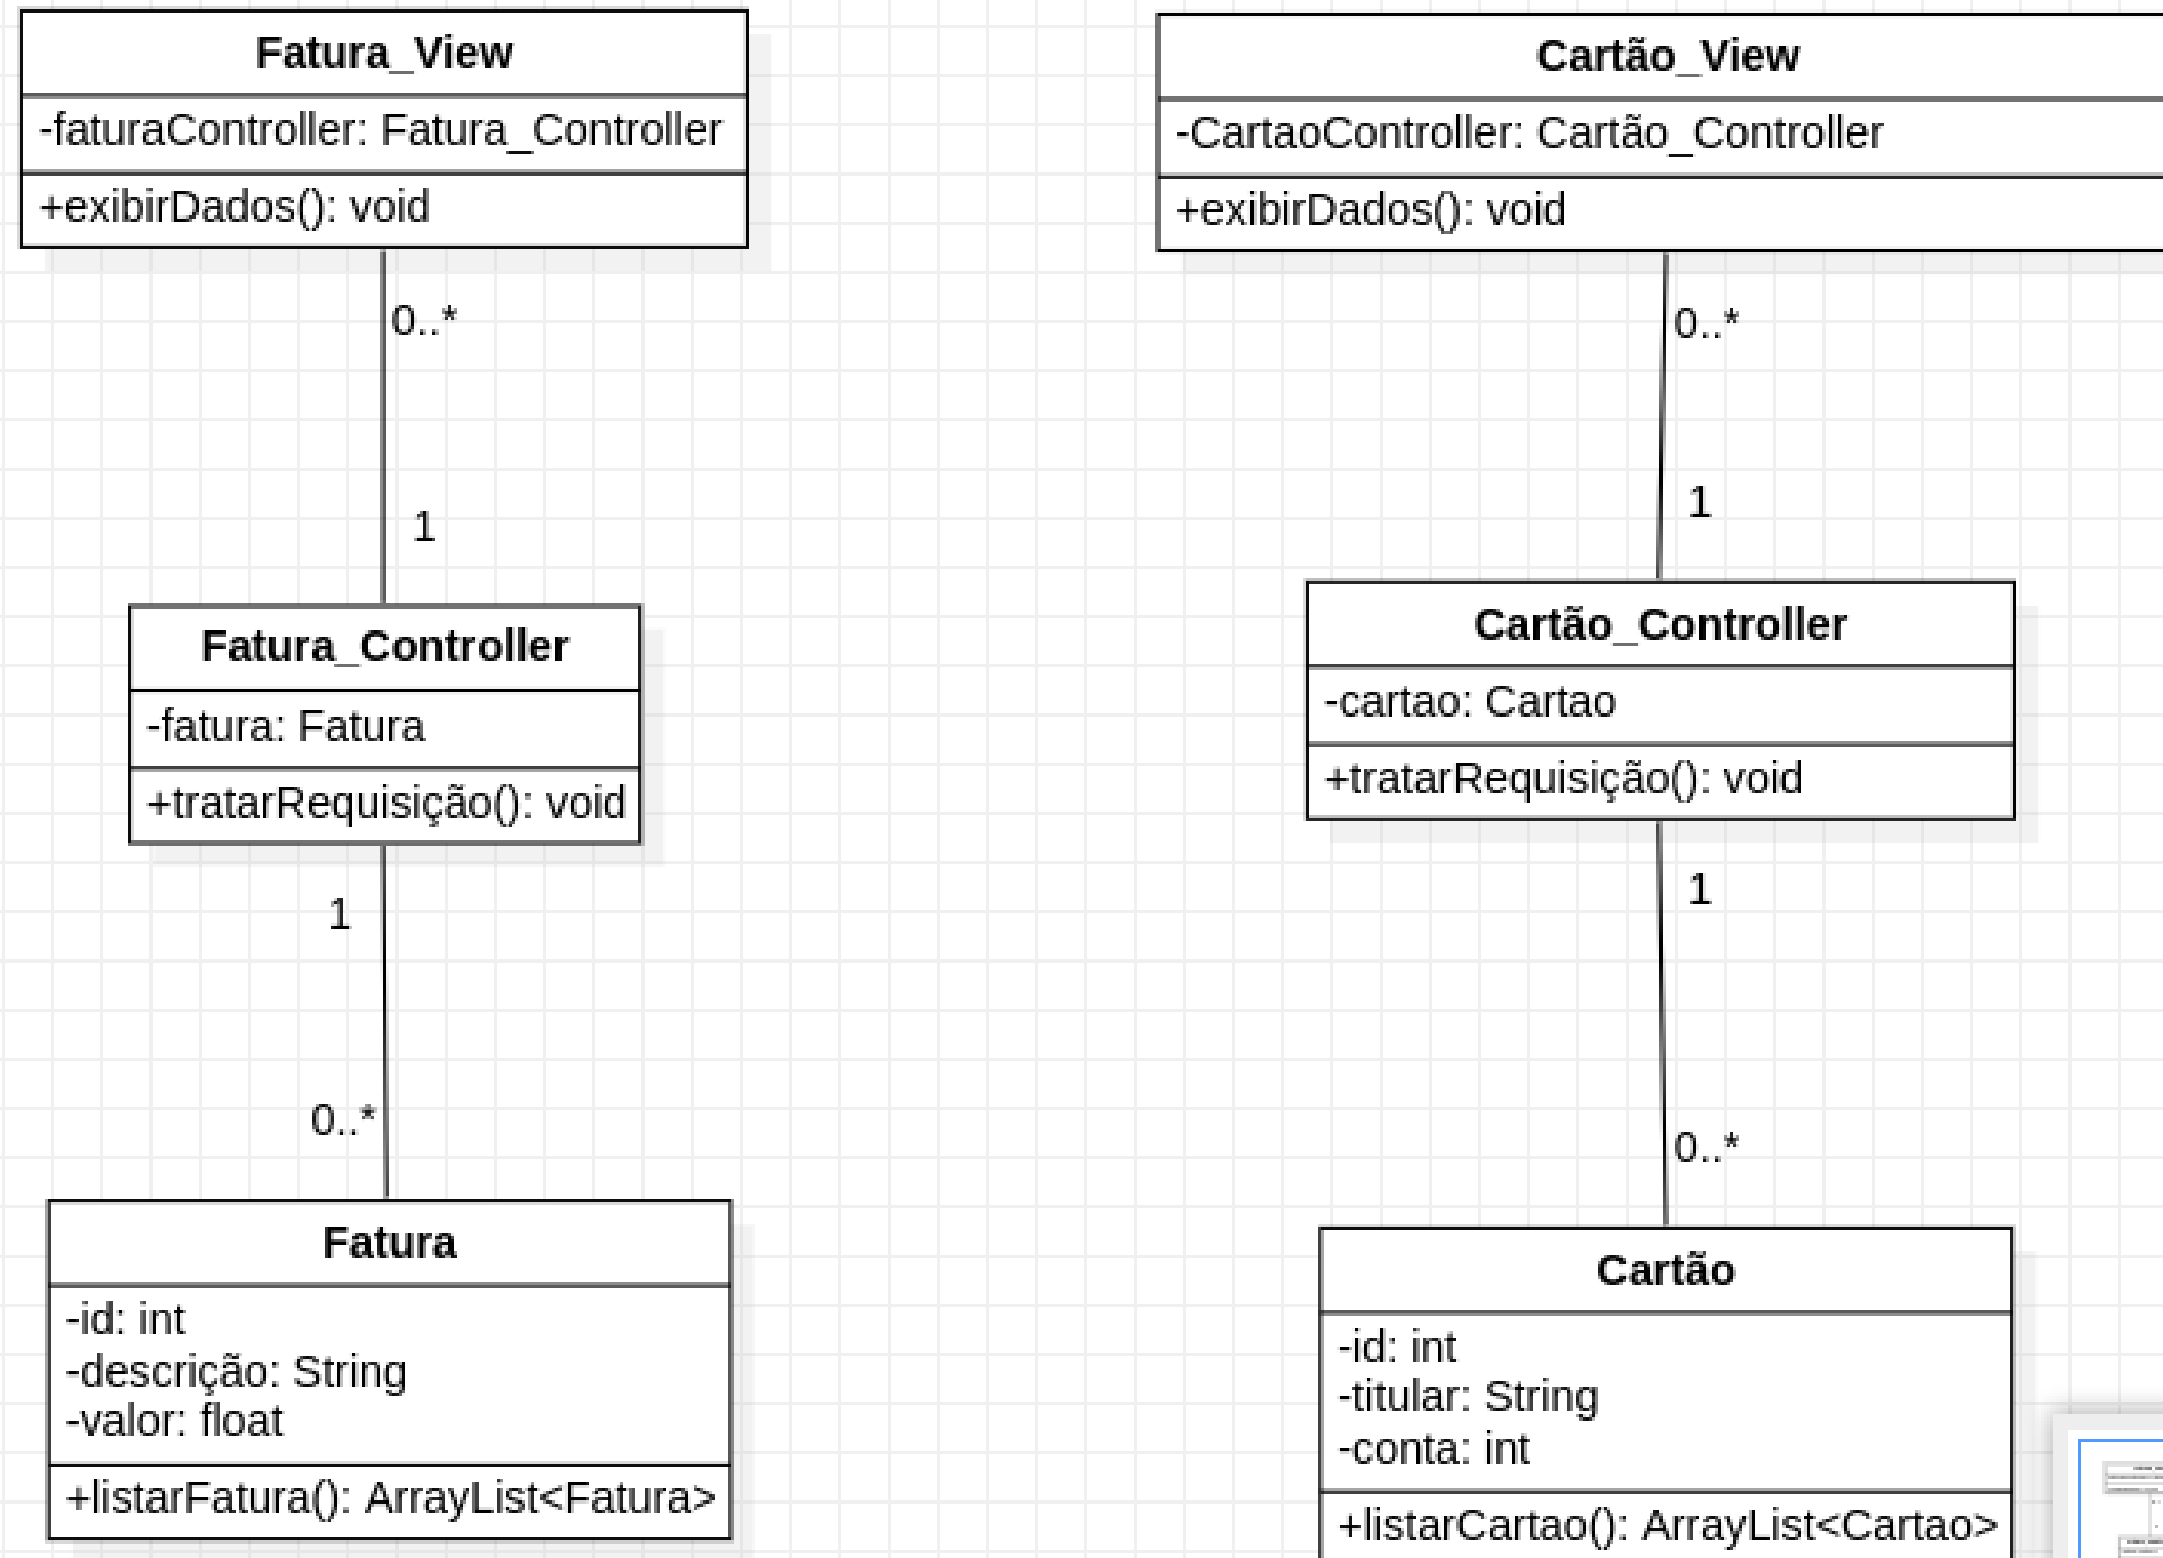 Fatura_View
-faturaController: Fatura_Controller
+exibirDados(): void
0..*
1
Fatura_Controller
-fatura: Fatura
+tratarRequisição(): void
1
0..*
Fatura
-id: int
-descrição: String
-valor: float
+listarFatura(): ArrayList<Fatura>
Cartão_View
-CartaoController: Cartão_Controller
+exibirDados(): void
0..*
1
Cartão_Controller
-cartao: Cartao
+tratarRequisição(): void
1
0..*
Cartão
-id: int
-titular: String
-conta: int
+listarCartao(): ArrayList<Cartao>